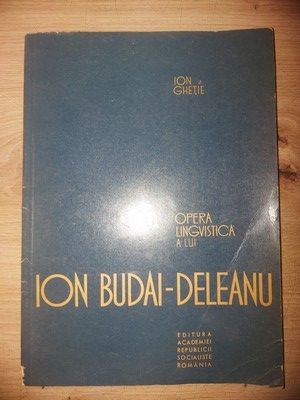 ION
GHEȚIE
OPERA
LINGVISTICĂ
A LUI
ION BUDAI-DELEANU
EDITURA
ACADEMIEI
REPUBLICII
SOCIALISTE
ROMÂNIA